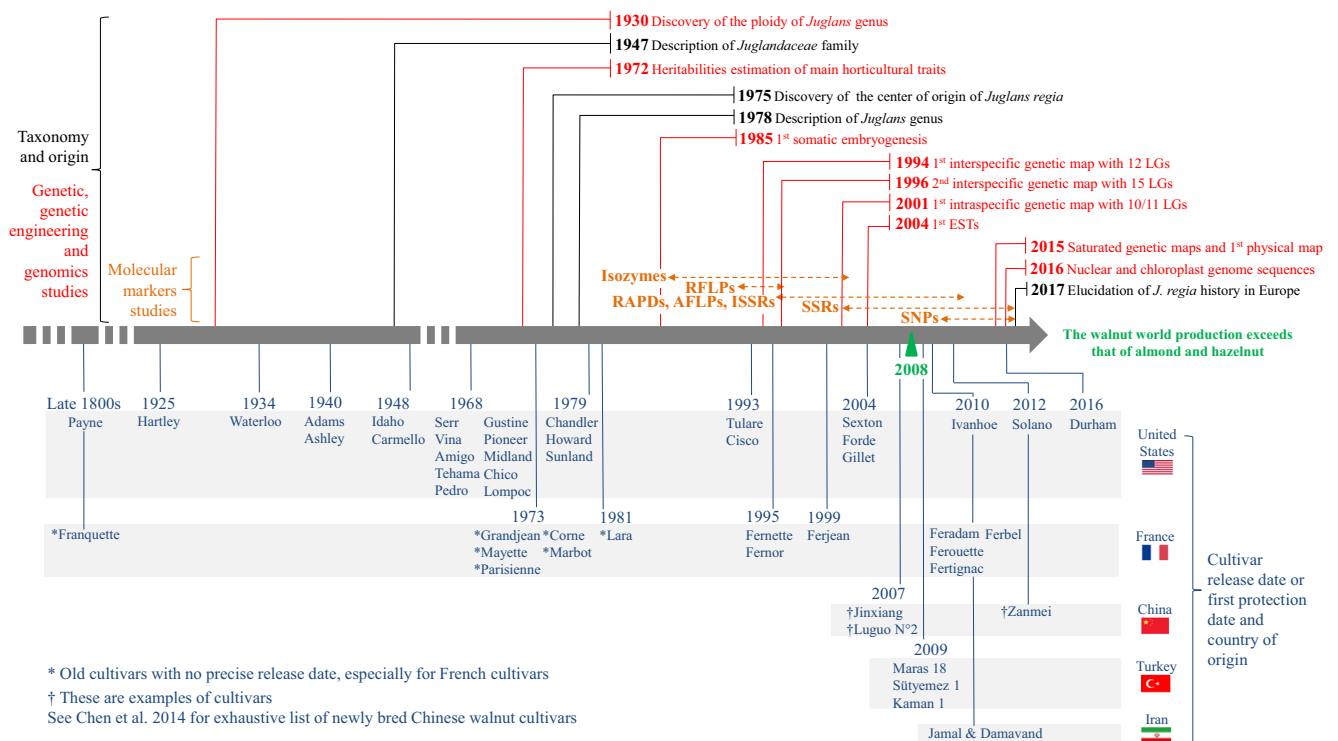 1930 Discovery of the ploidy of Juglans genus
1947 Description of Juglandaceae family
1972 Heritabilities estimation of main horticultural traits
1975 Discovery of the center of origin of Juglans regia
1978 Description of Juglans genus
1985 1st somatic embryogenesis
1994 1st interspecific genetic map with 12 LGs
1996 2nd interspecific genetic map with 15 LGs
2001 1st intraspecific genetic map with 10/11 LGs
2004 1st ESTs
2015 Saturated genetic maps and 1st physical map
2016 Nuclear and chloroplast genome sequences
2017 Elucidation of J. regia history in Europe
Taxonomy
and origin
Genetic,
genetic
engineering
and
genomics
studies
Molecular
markers
studies
Isozymes
RFLPs
RAPDs, AFLPs, ISSRs
SSRs
SNPs
The walnut world production exceeds
that of almond and hazelnut
2008
Late 1800s
Payne
1925
Hartley
1934
Waterloo
1940
Adams
Ashley
1948
Idaho
Carmello
1968
Serr
Vina
Amigo
Tehama
Pedro
Gustine
Pioneer
Midland
Chico
Lompoc
1979
Chandler
Howard
Sunland
1993
Tulare
Cisco
2004
Sexton
Forde
Gillet
2010
Ivanhoe
2012
Solano
2016
Durham
United
States
*Franquette
1973
*Grandjean *Corne
*Mayette *Marbot
*Parisienne
1981
*Lara
1995
Fernette
Fernor
1999
Ferjean
Feradam Ferbel
Ferouette
Fertignac
France
2007
†Jinxiang
†Luguo N°2
†Zanmei
China
2009
Maras 18
Sütyemez 1
Kaman 1
Turkey
Jamal & Damavand
Iran
Cultivar
release date or
first protection
date and
country of
origin
* Old cultivars with no precise release date, especially for French cultivars
† These are examples of cultivars
See Chen et al. 2014 for exhaustive list of newly bred Chinese walnut cultivars